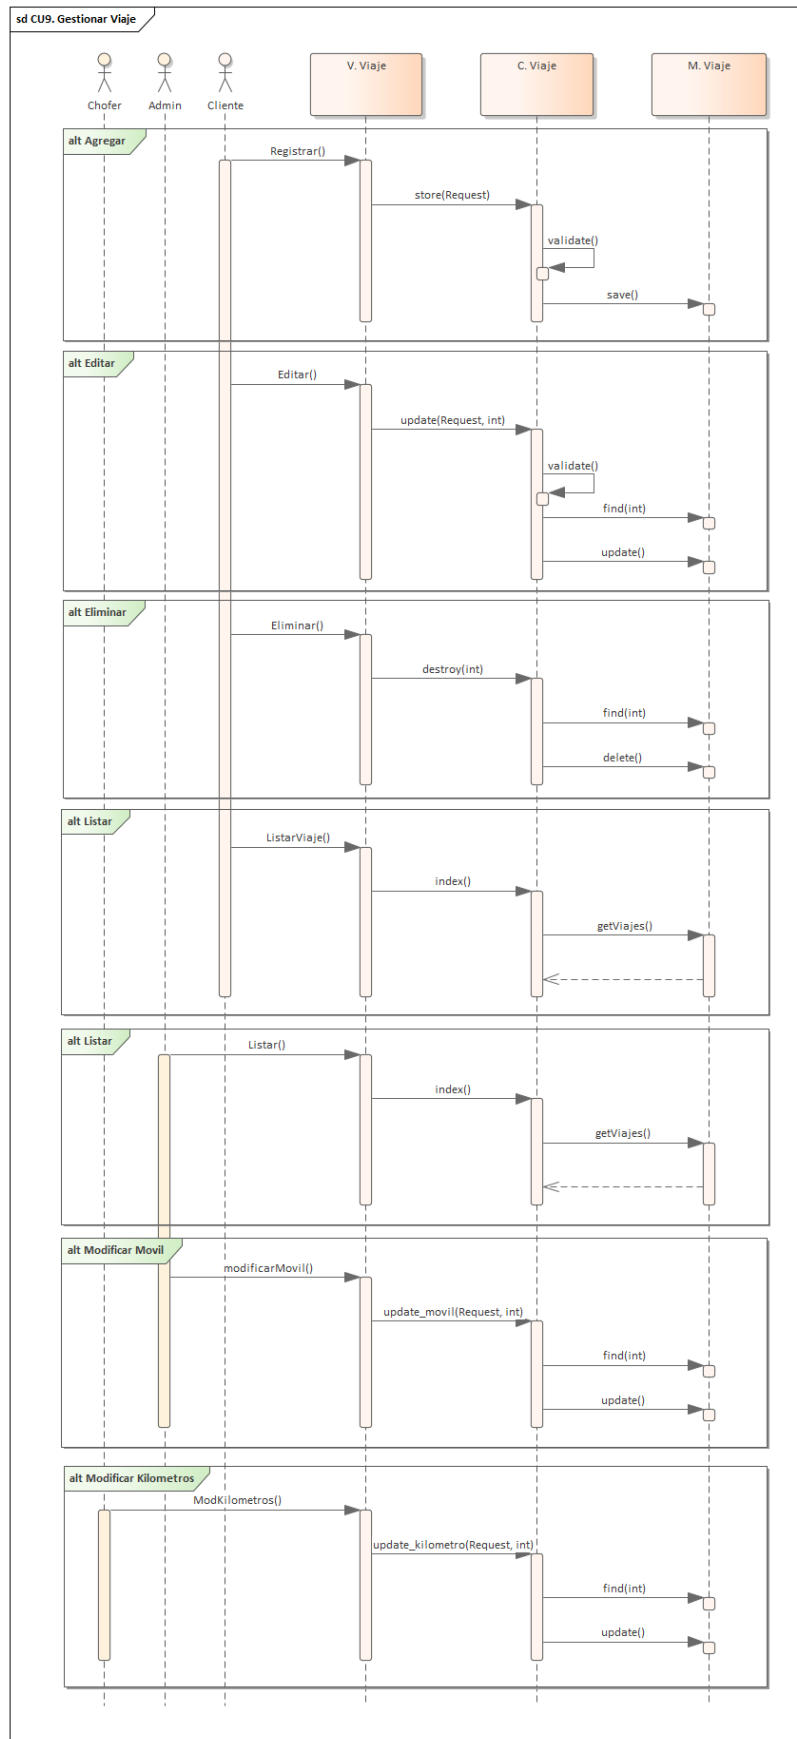 sd CU9. Gestionar Viaje
Chofer
Admin
Cliente
V. Viaje
C. Viaje
M. Viaje
alt Agregar
Registrar()
store(Request)
validate()
save()
alt Editar
Editar()
update(Request, int)
validate()
find(int)
update()
alt Eliminar
Eliminar()
destroy(int)
find(int)
delete()
alt Listar
ListarViaje()
index()
getViajes()
alt Listar
Listar()
index()
getViajes()
alt Modificar Movil
modificarMovil()
update_movil(Request, int)
find(int)
update()
alt Modificar Kilometros
ModKilometros()
update_kilometro(Request, int)
find(int)
update()